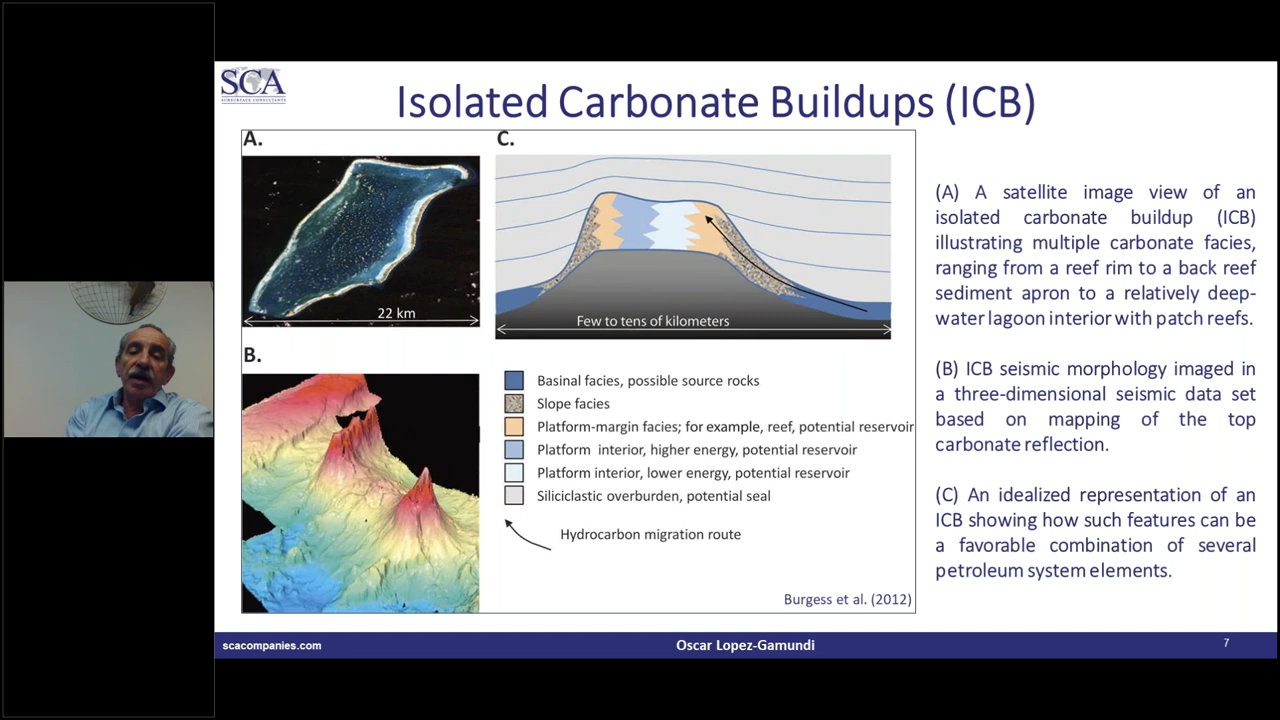 SCA
SUBSURFACE CONSULTANTS
Isolated Carbonate Buildups (ICB)
A.
22 km
B.
C.
Few to tens of kilometers
Basinal facies, possible source rocks
Slope facies
Platform-margin facies; for example, reef, potential reservoir
Platform interior, higher energy, potential reservoir
Platform interior, lower energy, potential reservoir
Siliciclastic overburden, potential seal
Hydrocarbon migration route
Burgess et al. (2012)
(A) A satellite image view of an
isolated carbonate buildup (ICB)
illustrating multiple carbonate facies,
ranging from a reef rim to a back reef
sediment apron to a relatively deep-
water lagoon interior with patch reefs.
(B) ICB seismic morphology imaged in
a three-dimensional seismic data set
based on mapping of the top
carbonate reflection.
(C) An idealized representation of an
ICB showing how such features can be
a favorable combination of several
petroleum system elements.
scacompanies.com
Oscar Lopez-Gamundi
7